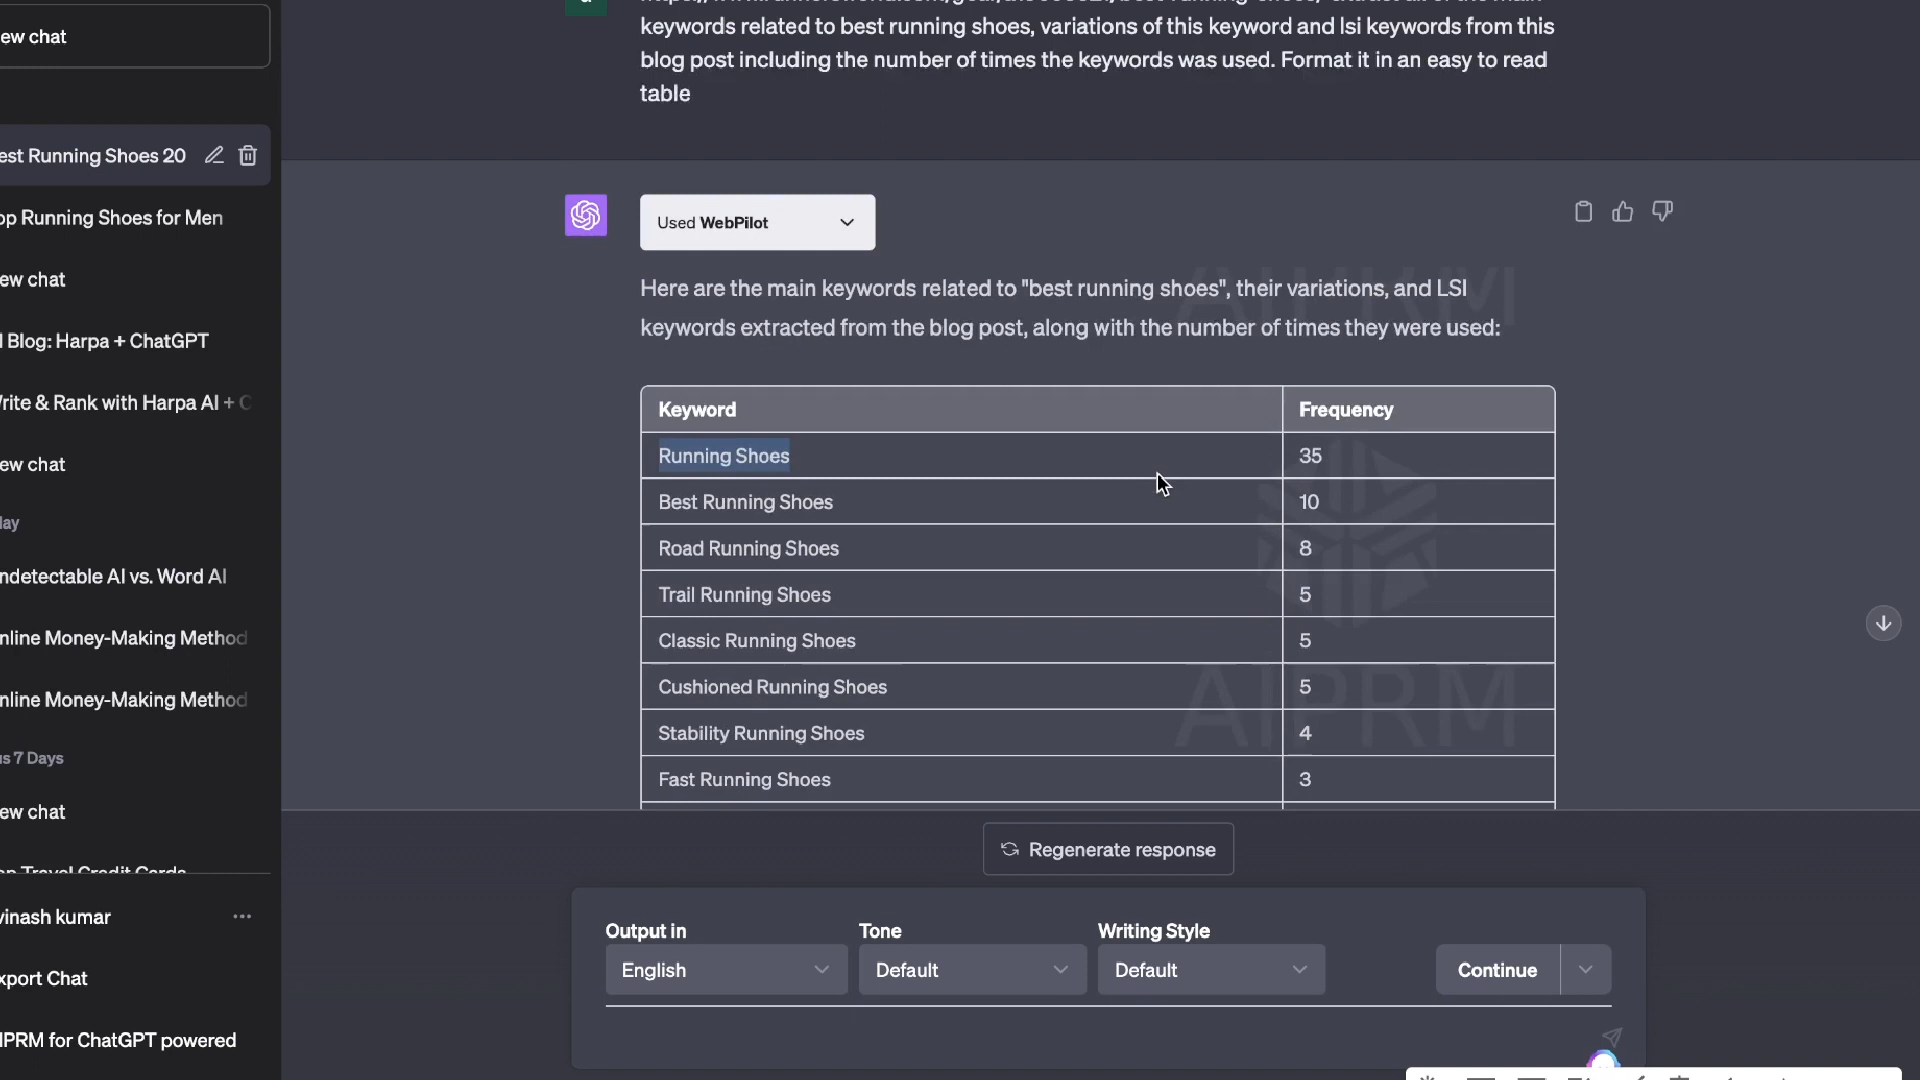 ew chat
est Running Shoes 20
op Running Shoes for Men
ew chat
l Blog: Harpa + ChatGPT
rite & Rank with Harpa AI + C
ew chat
day
ndetectable AI vs. Word AI
nline Money-Making Method
nline Money-Making Method
us 7 Days
ew chat
op Travel Credit Cards
vinash kumar
xport Chat
IPRM for ChatGPT powered
keywords related to best running shoes, variations of this keyword and lsi keywords from this
blog post including the number of times the keywords was used. Format it in an easy to read
table
Used WebPilot
Here are the main keywords related to "best running shoes", their variations, and LSI
keywords extracted from the blog post, along with the number of times they were used:
Keyword Frequency
Running Shoes 35
Best Running Shoes 10
Road Running Shoes 8
Trail Running Shoes 5
Classic Running Shoes 5
Cushioned Running Shoes 5
Stability Running Shoes 4
Fast Running Shoes 3
AIPRM
AIPRM
Regenerate response
Output in Tone Writing Style
English Default Default Continue